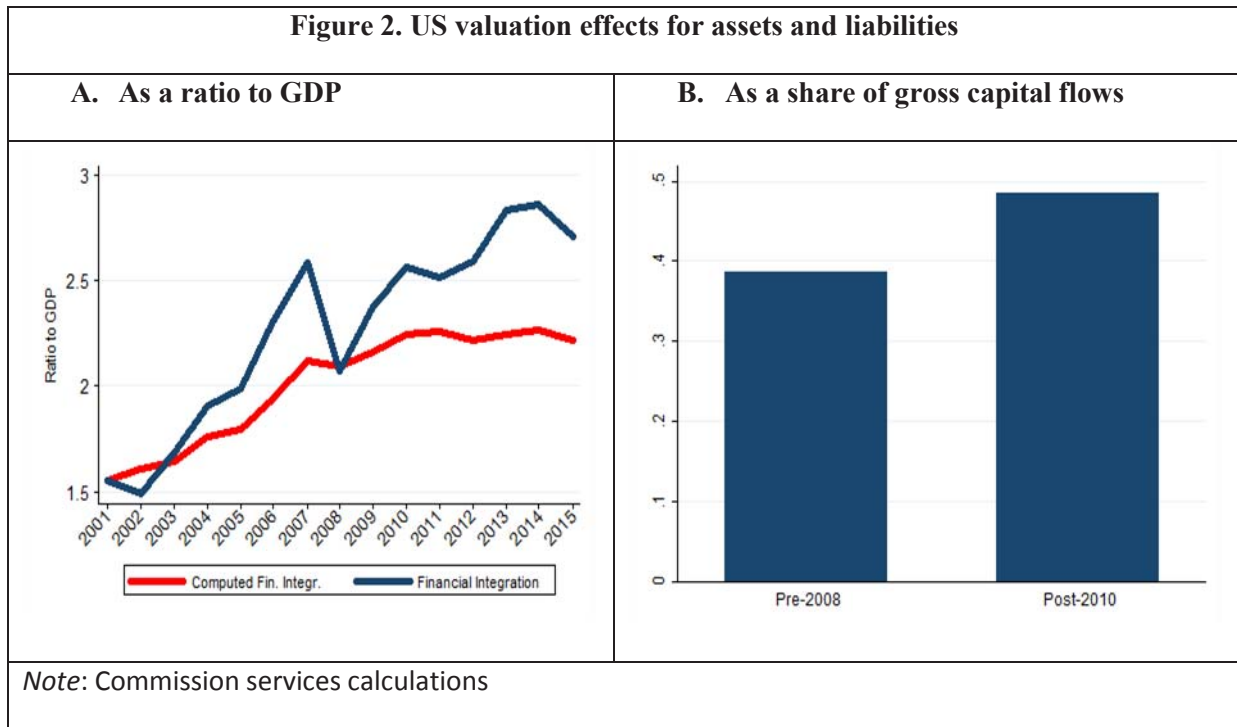 Figure 2. US valuation effects for assets and liabilities
A. As a ratio to GDP
B. As a share of gross capital flows
3
2.5
2
1.5
Ratio to GDP
2001
2002
2003
2004
2005
2006
2007
2008
2009
2010
2011
2012
2013
2014
2015
Computed Fin. Integr.
Financial Integration
.5
.4
.3
.2
.1
0
Pre-2008
Post-2010
Note: Commission services calculations